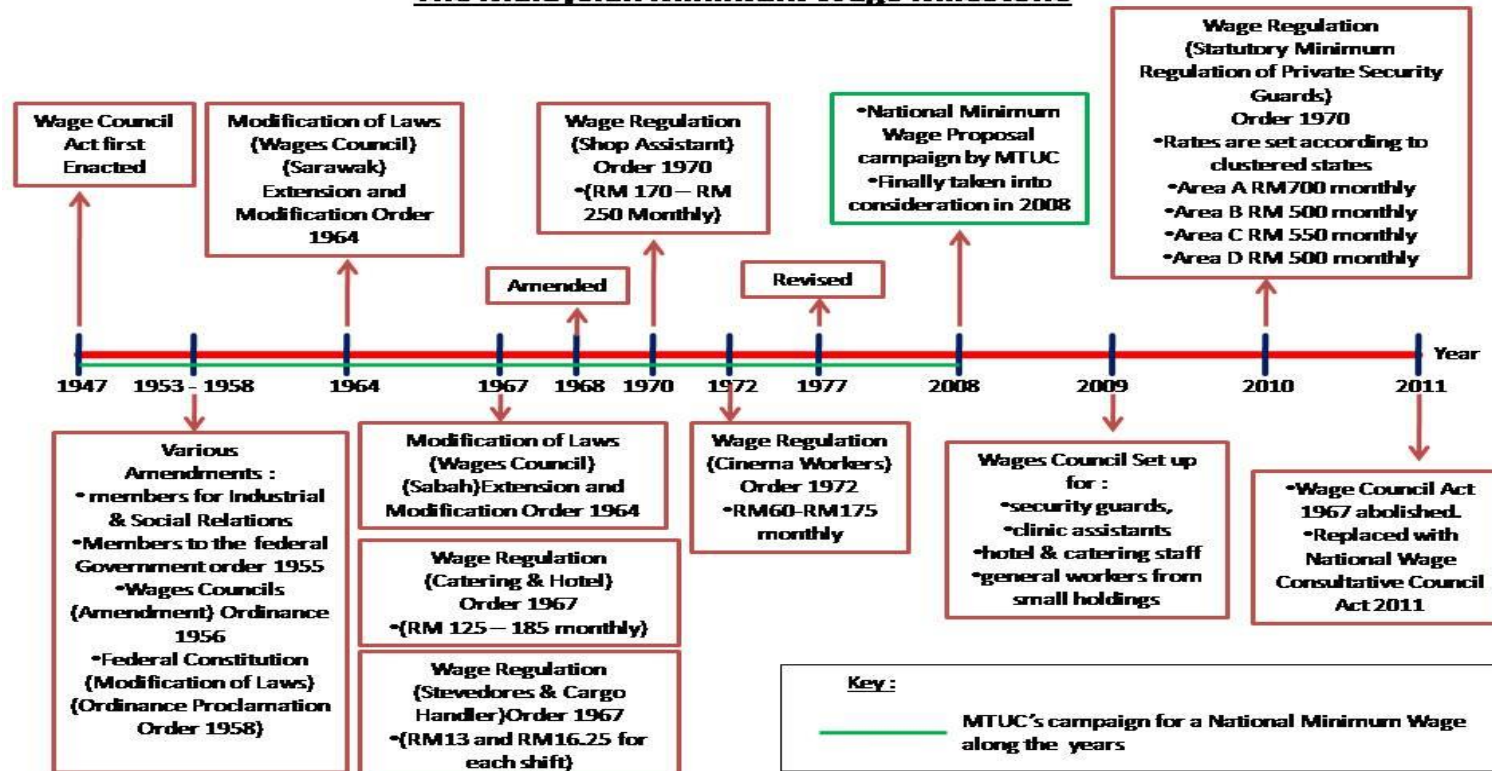 The Malaysian Minimum Wage Milestone
Wage Council
Act first
Enacted
Modification of Laws
(Wages Council)
(Sarawak)
Extension and
Modification Order
1964
Amended
Wage Regulation
(Shop Assistant)
Order 1970
•(RM 170 – RM
250 Monthly)
Revised
•National Minimum
Wage Proposal
campaign by MTUC
•Finally taken into
consideration in 2008
Wage Regulation
(Statutory Minimum
Regulation of Private Security
Guards)
Order 1970
•Rates are set according to
clustered states
•Area A RM700 monthly
•Area B RM 500 monthly
•Area C RM 550 monthly
•Area D RM 500 monthly
Year
1947 1953 - 1958 1964 1967 1968 1970 1972 1977 2008 2009 2010 2011
Various
Amendments :
• members for Industrial
& Social Relations
•Members to the federal
Government order 1955
•Wages Councils
(Amendment) Ordinance
1956
•Federal Constitution
(Modification of Laws)
(Ordinance Proclamation
Order 1958)
Modification of Laws
(Wages Council)
(Sabah)Extension and
Modification Order 1964
Wage Regulation
(Catering & Hotel)
Order 1967
•(RM 125 – 185 monthly)
Wage Regulation
(Stevedores & Cargo
Handler)Order 1967
•(RM13 and RM16.25 for
each shift)
Wage Regulation
(Cinema Workers)
Order 1972
•RM60-RM175
monthly
Wages Council Set up
for :
•security guards,
•clinic assistants
•hotel & catering staff
•general workers from
small holdings
•Wage Council Act
1967 abolished.
•Replaced with
National Wage
Consultative Council
Act 2011
Key :
MTUC's campaign for a National Minimum Wage
along the years